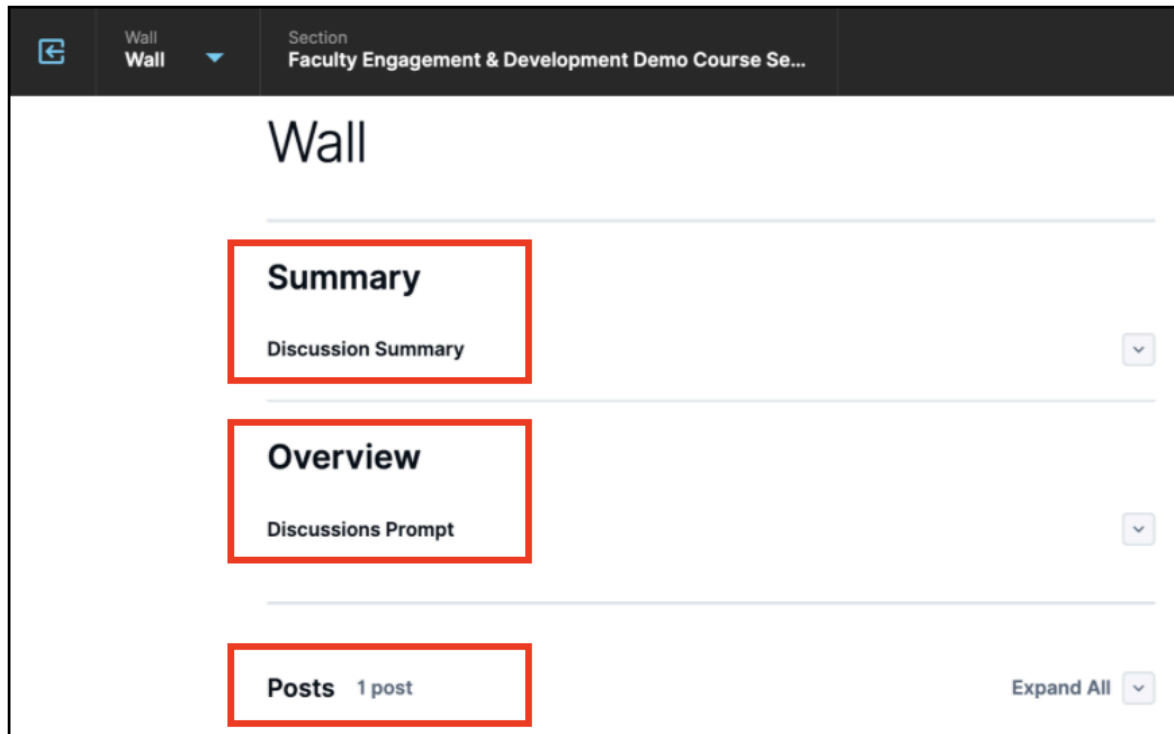 Wall
Wall
Section
Faculty Engagement & Development Demo Course Se...
Wall
Summary
Discussion Summary
Overview
Discussions Prompt
Posts 1 post
Expand All